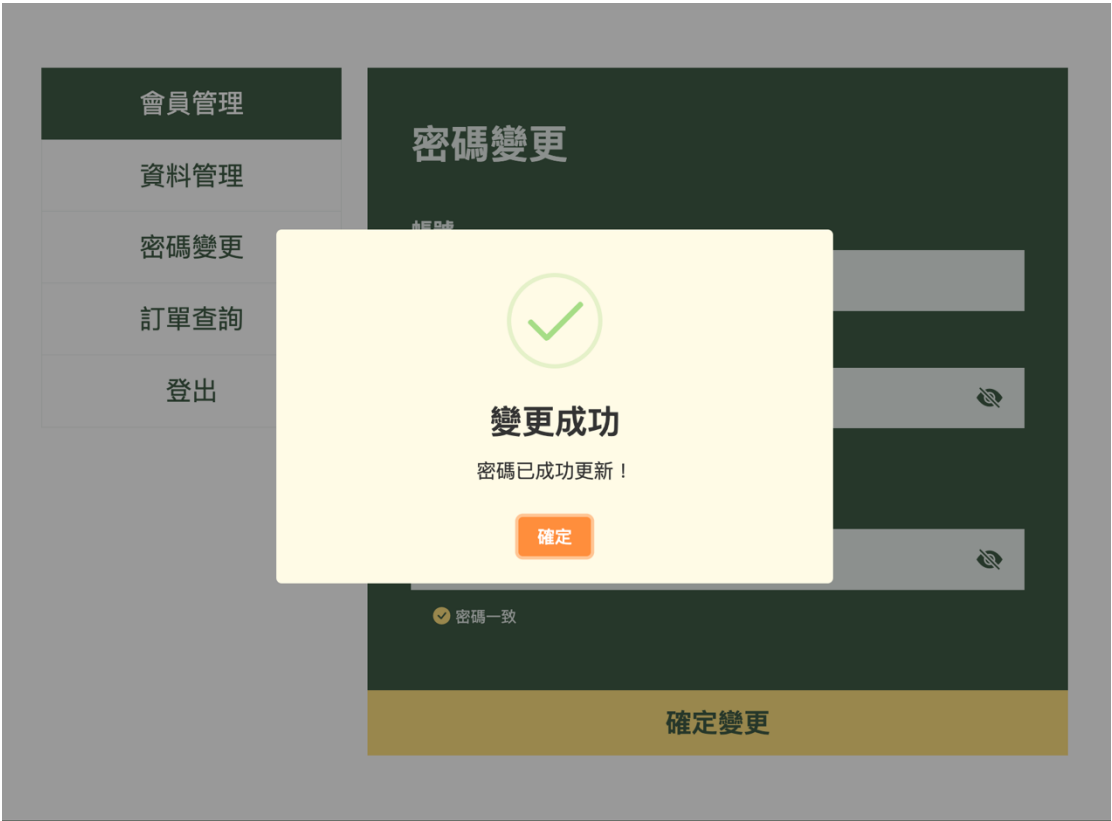 會員管理
資料管理
密碼變更
訂單查詢
登出
密碼變更
帳號
變更成功
密碼已成功更新！
確定
密碼一致
確定變更